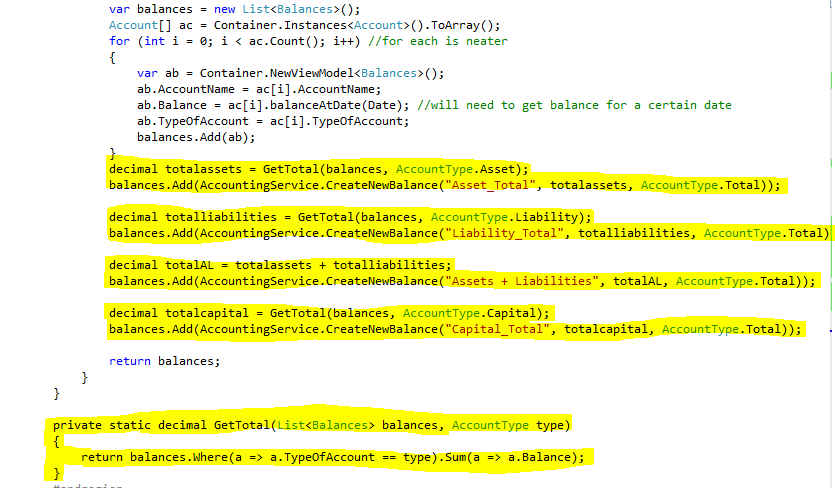 var balances = new List<Balances>();
Account[] ac = Container.Instances<Account>().ToArray();
for (int i = 0; i < ac.Count(); i++) //for each is neater
{
var ab = Container.NewViewModel<Balances>();
ab.AccountName = ac[i].AccountName;
ab.Balance = ac[i].balanceAtDate(Date); //will need to get balance for a certain date
ab.TypeOfAccount = ac[i].TypeOfAccount;
balances.Add(ab);
}
decimal totalassets = GetTotal(balances, AccountType.Asset);
balances.Add(AccountingService.CreateNewBalance("Asset_Total", totalassets, AccountType.Total));
decimal totalliabilities = GetTotal(balances, AccountType.Liability);
balances.Add(AccountingService.CreateNewBalance("Liability_Total", totalliabilities, AccountType.Total)
decimal totalAL = totalassets + totalliabilities;
balances.Add(AccountingService.CreateNewBalance("Assets + Liabilities", totalAL, AccountType.Total));
decimal totalcapital = GetTotal(balances, AccountType.Capital);
balances.Add(AccountingService.CreateNewBalance("Capital_Total", totalcapital, AccountType.Total));
return balances;
}
}
private static decimal GetTotal(List<Balances> balances, AccountType type)
{
return balances.Where(a => a.TypeOfAccount == type).Sum(a => a.Balance);
}